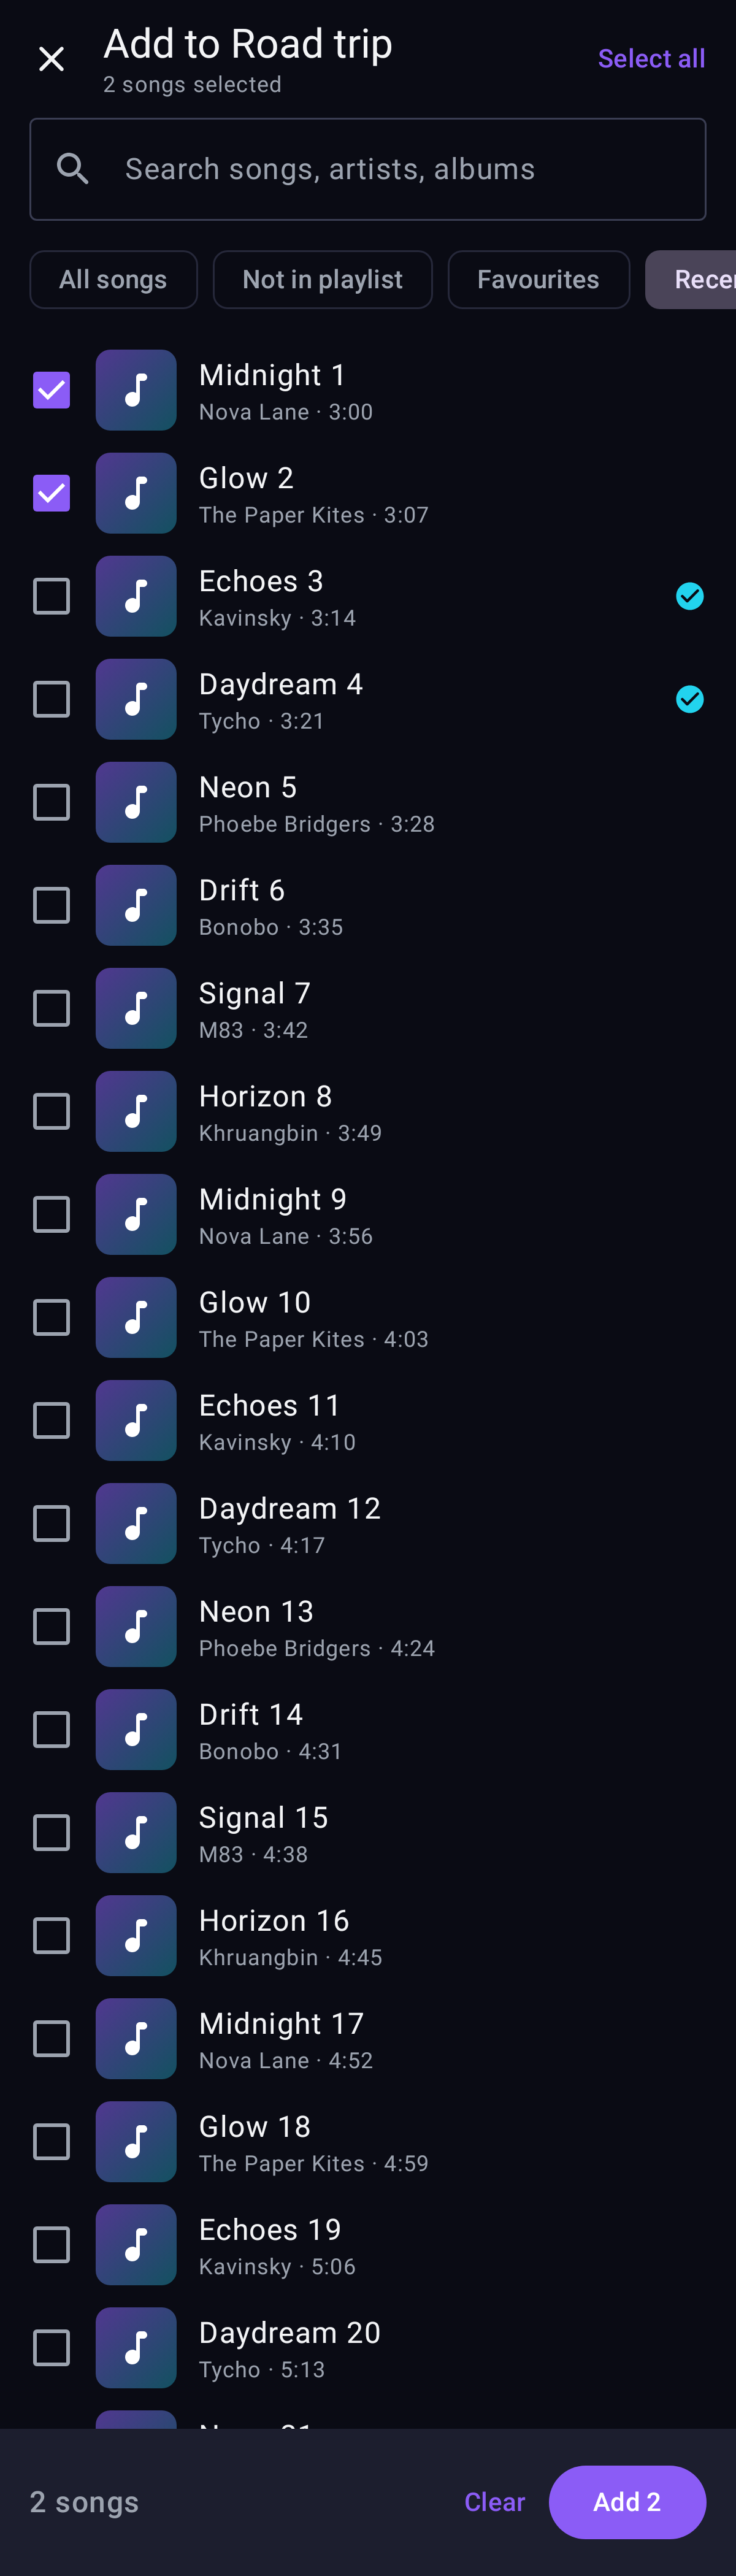 Add to Road trip
2 songs selected
Select all
Search songs, artists, albums
All songs
Not in playlist
Favourites
Midnight 1
Nova Lane · 3:00
Glow 2
The Paper Kites · 3:07
Echoes 3
Kavinsky · 3:14
Daydream 4
Tycho · 3:21
Neon 5
Phoebe Bridgers · 3:28
Drift 6
Bonobo · 3:35
Signal 7
M83 · 3:42
Horizon 8
Khruangbin · 3:49
Midnight 9
Nova Lane · 3:56
Glow 10
The Paper Kites · 4:03
Echoes 11
Kavinsky · 4:10
Daydream 12
Tycho · 4:17
Neon 13
Phoebe Bridgers · 4:24
Drift 14
Bonobo · 4:31
Signal 15
M83 · 4:38
Horizon 16
Khruangbin · 4:45
Midnight 17
Nova Lane · 4:52
Glow 18
The Paper Kites · 4:59
Echoes 19
Kavinsky · 5:06
Daydream 20
Tycho · 5:13
2 songs
Clear
Add 2